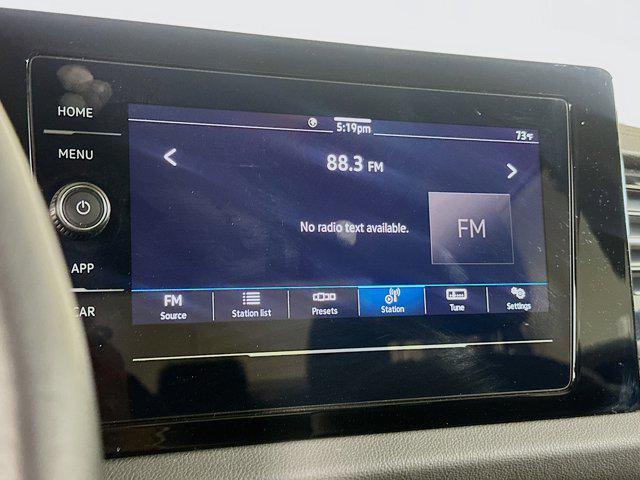 HOME
MENU
APP
CAR
5:19pm
73°F
88.3 FM
No radio text available.
FM
FM
Source
Station list
Presets
Station
Tune
Settings